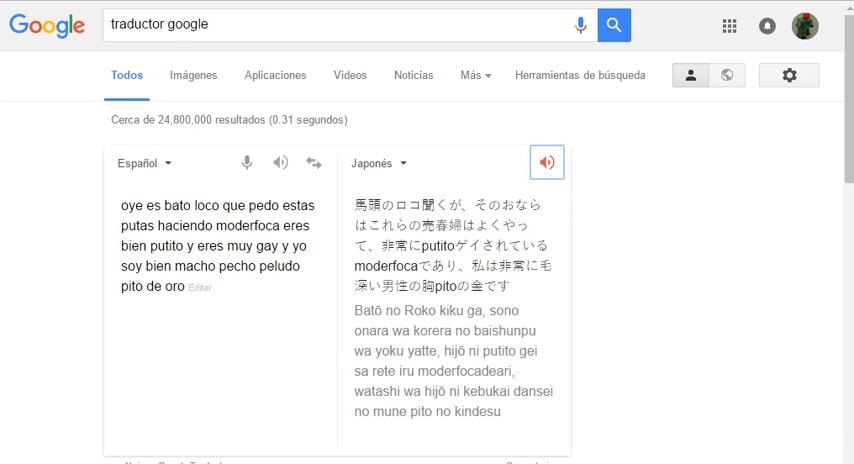 Google
traductor google
Todos Imágenes Aplicaciones Videos Noticias Más Herramientas de búsqueda
Cerca de 24,800,000 resultados (0.31 segundos)
Español
oye es bato loco que pedo estas
putas haciendo moderfoca eres
bien putito y eres muy gay y yo
soy bien macho pecho peludo
pito de oro Editar
Japonés
馬頭のロコ聞くが、そのおなら
はこれらの売春婦はよくやっ
て、非常にputitoゲイされている
moderfocaであり、私は非常に毛
深い男性の胸pitoの金です
Batō no Roko kiku ga, sono
onara wa korera no baishunpu
wa yoku yatte, hijō ni putito gei
sa rete iru moderfocadeari,
watashi wa hijō ni kebukai dansei
no mune pito no kindesu